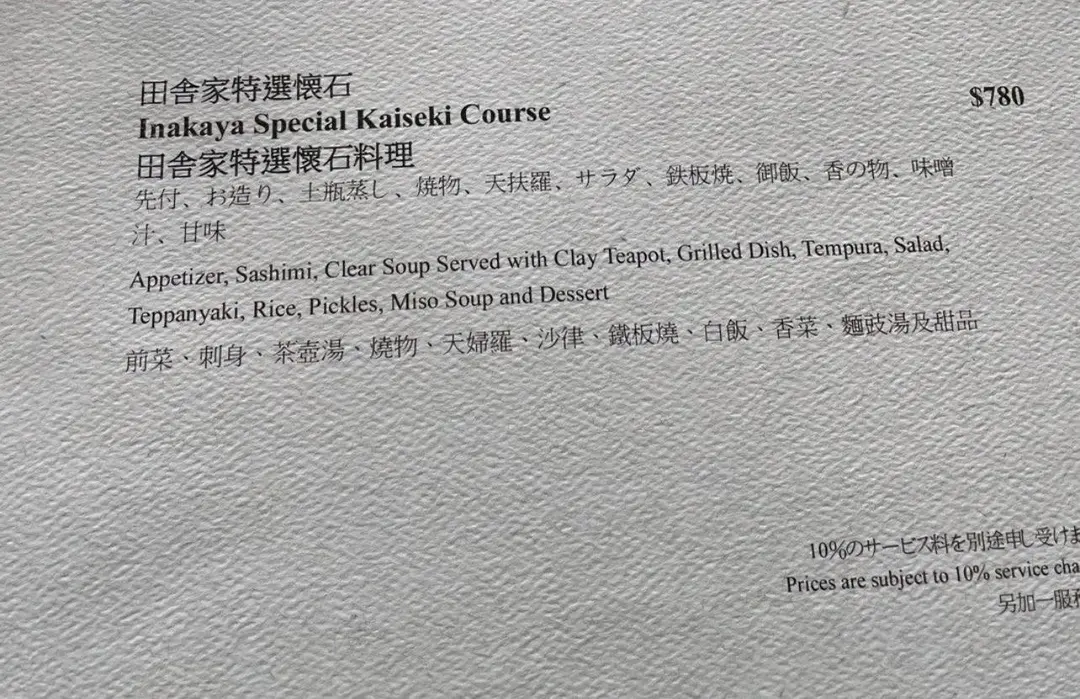 田舎家特選懐石
Inakaya Special Kaiseki Course
$780
田舍家特選懷石料理
先付、お造り、土瓶蒸し、焼物、天扶羅、サラダ、鉄板焼、御飯、香の物、味噌
汁、甘味
Appetizer, Sashimi, Clear Soup Served with Clay Teapot, Grilled Dish, Tempura, Salad,
Teppanyaki, Rice, Pickles, Miso Soup and Dessert
前菜、刺身、茶壺湯、燒物、天婦羅、沙律、鐵板燒、白飯、香菜、麵豉湯及甜品
10%のサービス料を別途申し受けま
Prices are subject to 10% service cha
另加一服